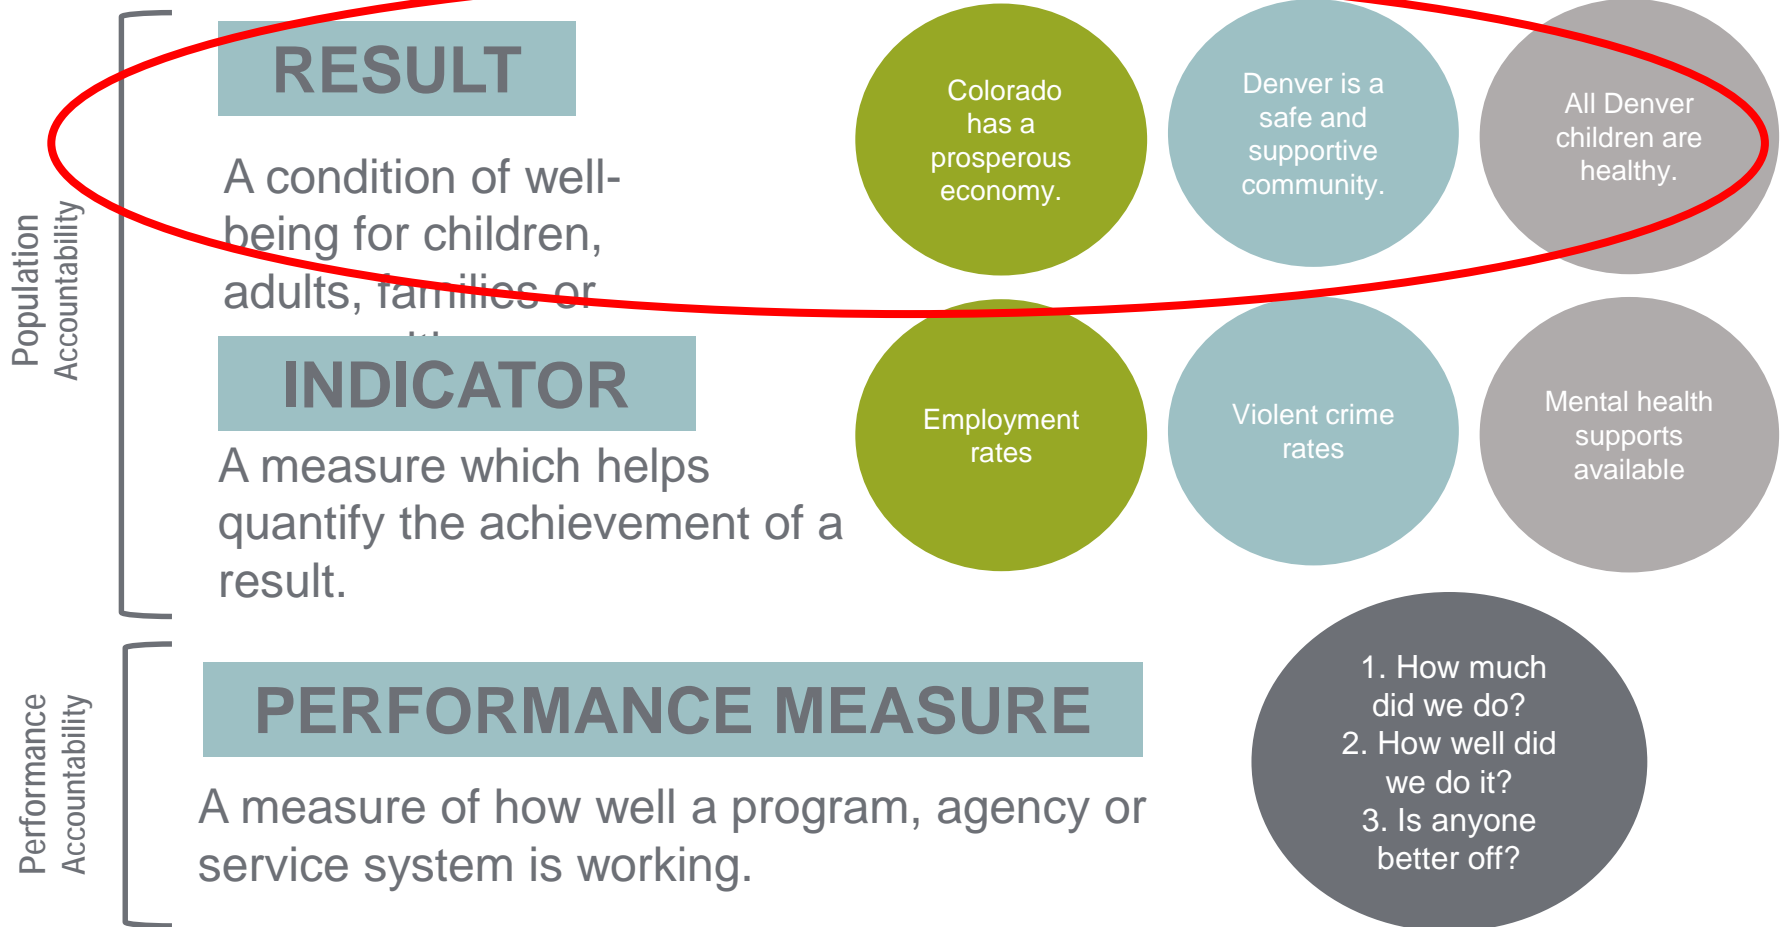 Population
Accountability
RESULT
A condition of well-
being for children,
adults, families or
Colorado
has a
prosperous
economy.
Denver is a
safe and
supportive
community.
All Denver
children are
healthy.
INDICATOR
A measure which helps
quantify the achievement of a
result.
Employment
rates
Violent crime
rates
Mental health
supports
available
Performance
Accountability
PERFORMANCE MEASURE
A measure of how well a program, agency or
service system is working.
1. How much
did we do?
2. How well did
we do it?
3. Is anyone
better off?